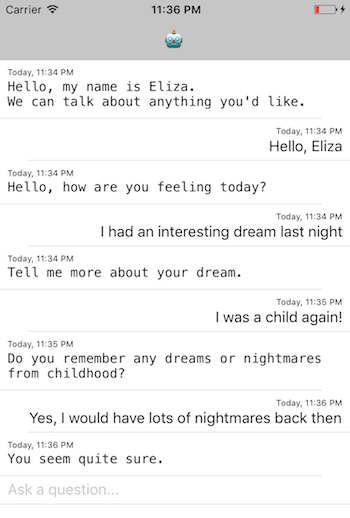 Carrier 11:36 PM
Today, 11:34 PM
Hello, my name is Eliza.
We can talk about anything you'd like.
Today, 11:34 PM
Hello, Eliza
Today, 11:34 PM
Hello, how are you feeling today?
Today, 11:34 PM
I had an interesting dream last night
Today, 11:34 PM
Tell me more about your dream.
Today, 11:35 PM
I was a child again!
Today, 11:35 PM
Do you remember any dreams or nightmares
from childhood?
Today, 11:36 PM
Yes, I would have lots of nightmares back then
Today, 11:36 PM
You seem quite sure.
Ask a question...